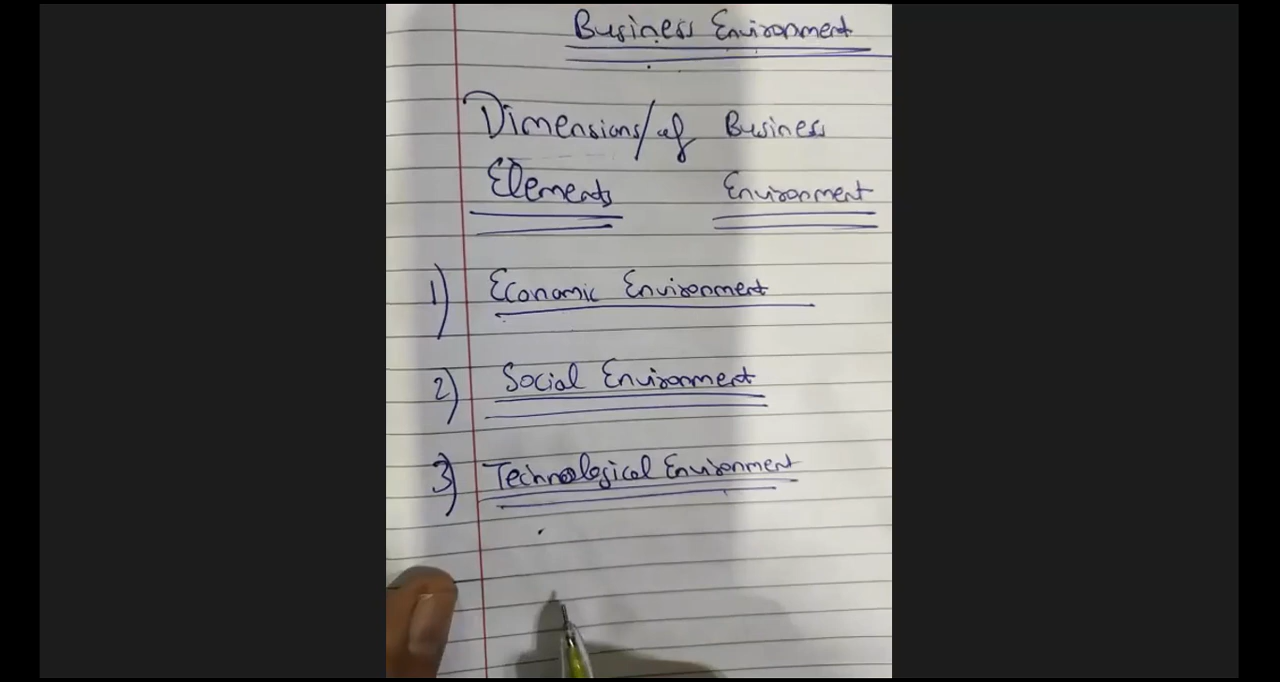 Business Environment
Dimensions/of Business
Elements Environment
1) Economic Environment
2) Social Environment
3) Technological Environment